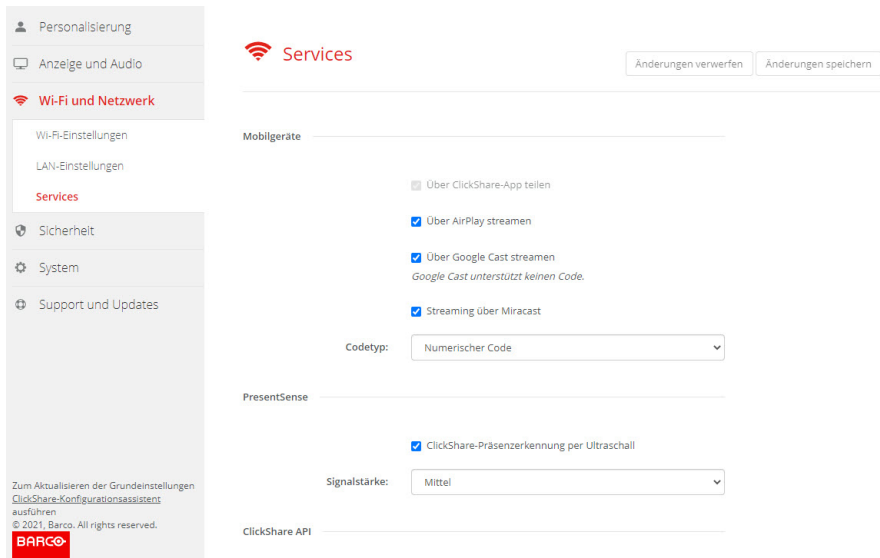 Personalisierung
Anzeige und Audio
Wi-Fi und Netzwerk
Wi-Fi-Einstellungen
LAN-Einstellungen
Services
Sicherheit
System
Support und Updates
Zum Aktualisieren der Grundeinstellungen
ClickShare-Konfigurationsassistent
ausführen
© 2021, Barco. All rights reserved.
BARCO
Services
Änderungen verwerfen
Änderungen speichern
Mobilgeräte
Über ClickShare-App teilen
Über AirPlay streamen
Über Google Cast streamen
Google Cast unterstützt keinen Code.
Streaming über Miracast
Codetyp: Numerischer Code
PresentSense
ClickShare-Präsenzerkennung per Ultraschall
Signalstärke: Mittel
ClickShare API